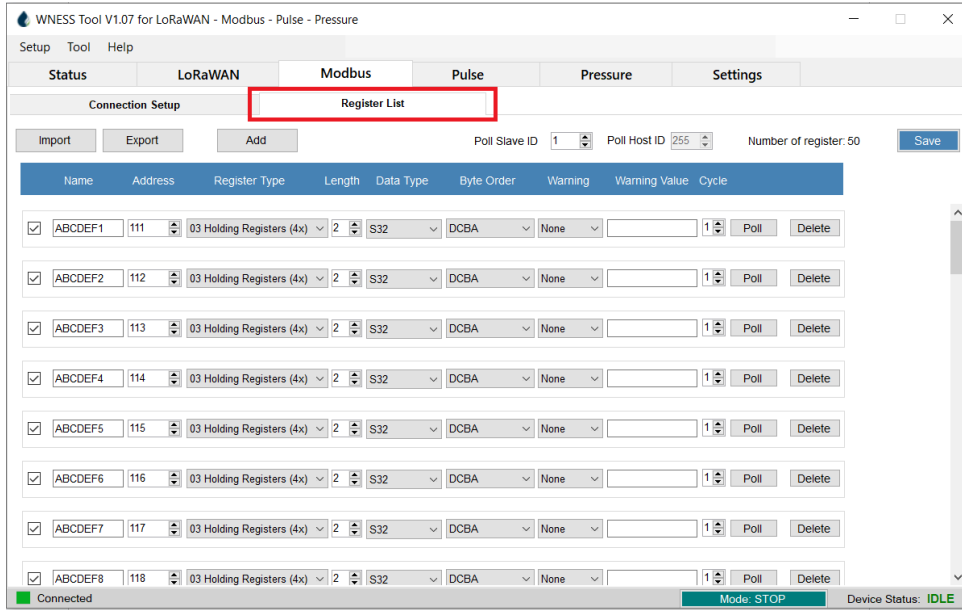 WNESS Tool V1.07 for LoRaWAN - Modbus - Pulse - Pressure
Setup Tool Help
Status LoRaWAN Modbus Pulse Pressure Settings
Connection Setup Register List
Import Export Add Poll Slave ID 1 Poll Host ID 255 Number of register: 50 Save
Name Address Register Type Length Data Type Byte Order Warning Warning Value Cycle
ABCDEF1 111 03 Holding Registers (4x) 2 S32 DCBA None 1 Poll Delete
ABCDEF2 112 03 Holding Registers (4x) 2 S32 DCBA None 1 Poll Delete
ABCDEF3 113 03 Holding Registers (4x) 2 S32 DCBA None 1 Poll Delete
ABCDEF4 114 03 Holding Registers (4x) 2 S32 DCBA None 1 Poll Delete
ABCDEF5 115 03 Holding Registers (4x) 2 S32 DCBA None 1 Poll Delete
ABCDEF6 116 03 Holding Registers (4x) 2 S32 DCBA None 1 Poll Delete
ABCDEF7 117 03 Holding Registers (4x) 2 S32 DCBA None 1 Poll Delete
ABCDEF8 118 03 Holding Registers (4x) 2 S32 DCBA None 1 Poll Delete
Connected Mode: STOP Device Status: IDLE